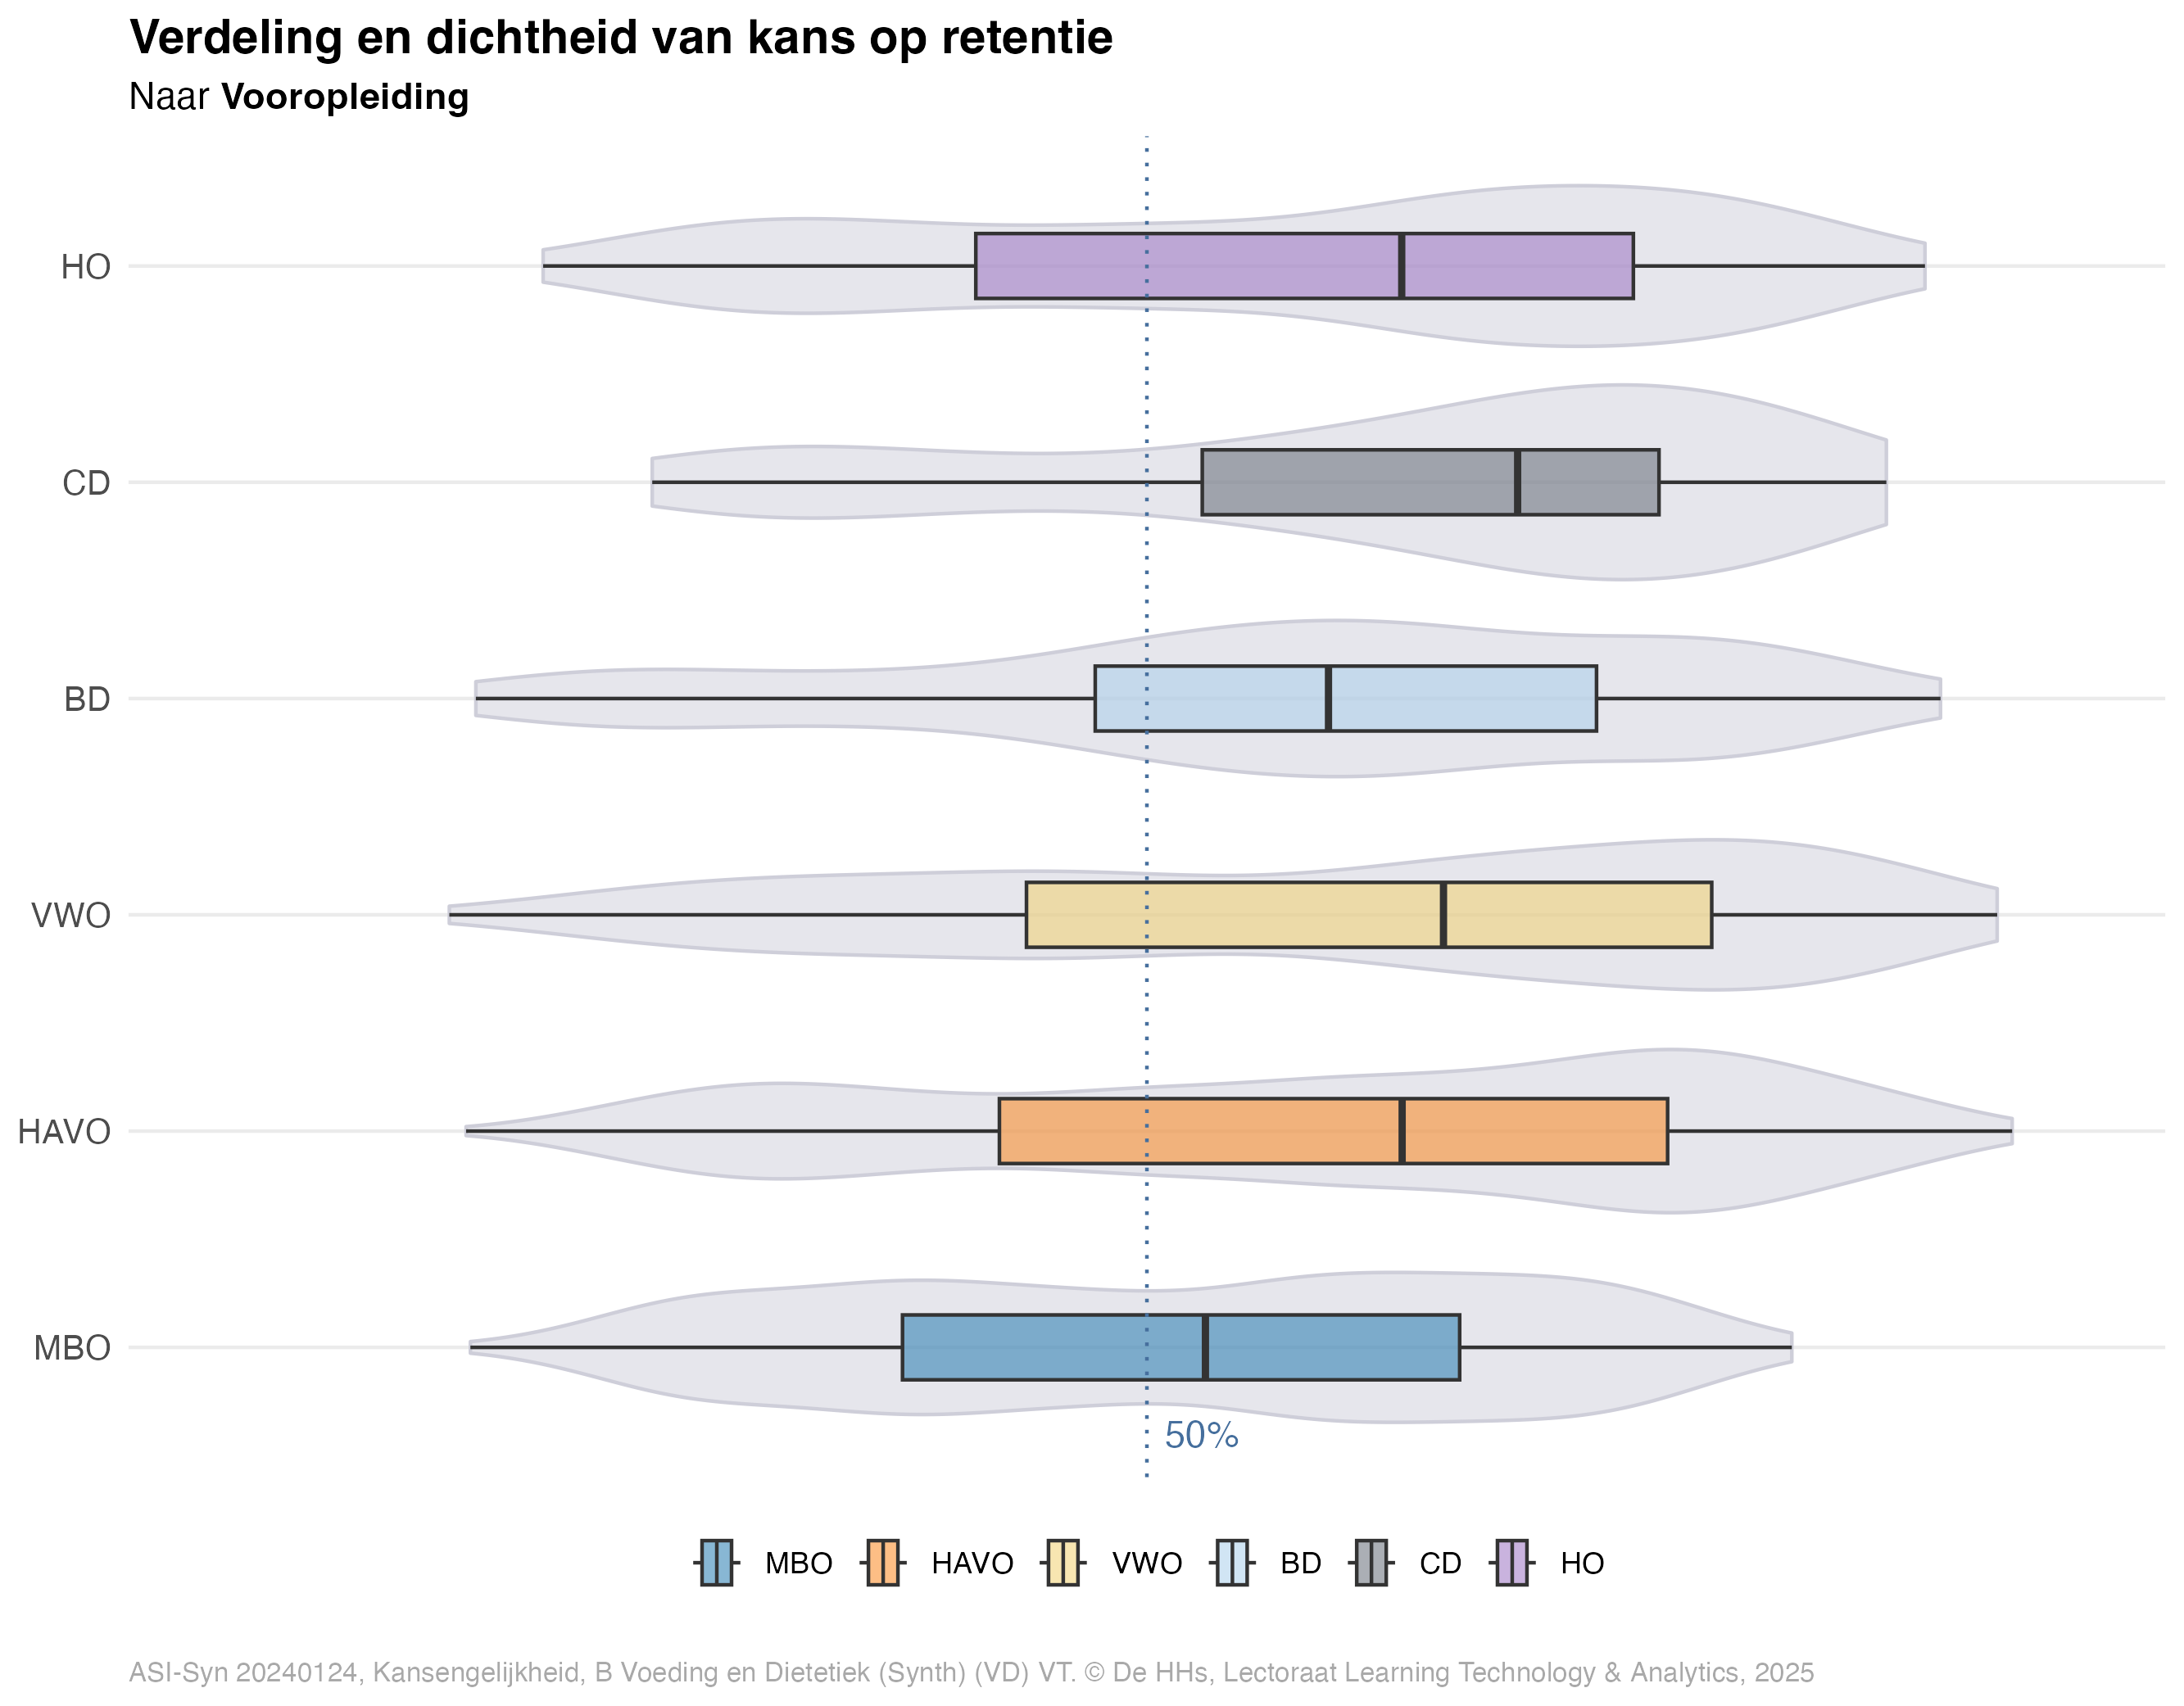 Verdeling en dichtheid van kans op retentie
Naar Vooropleiding
HO
CD
BD
VWO
HAVO
MBO
50%
MBO HAVO VWO BD CD HO
ASI-Syn 20240124, Kansengelijkheid, B Voeding en Dietetiek (Synth) (VD) VT. © De HHs, Lectoraat Learning Technology & Analytics, 2025